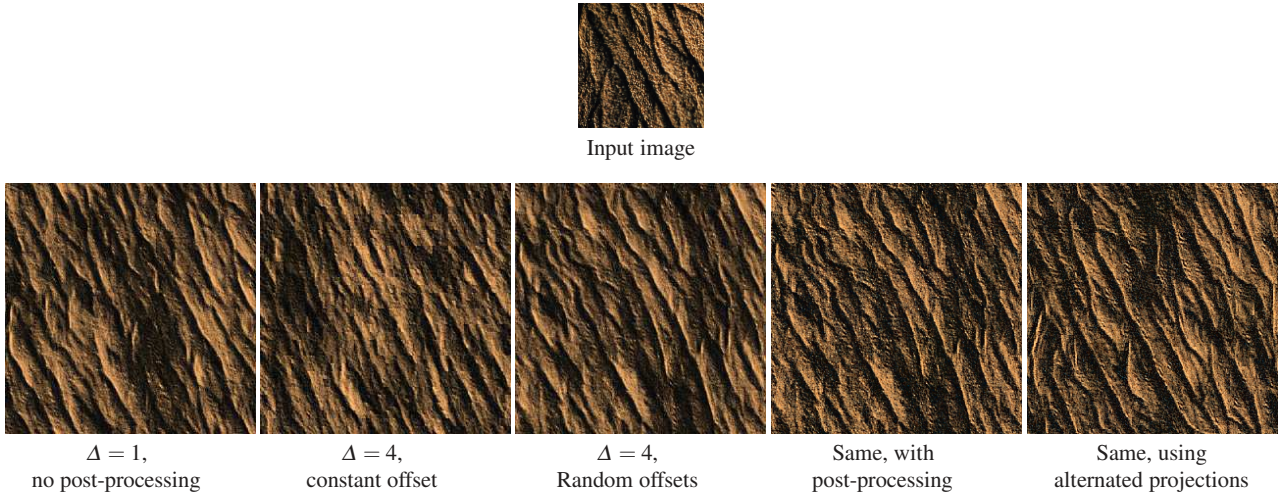 Input image
Δ = 1,
no post-processing
Δ = 4,
constant offset
Δ = 4,
Random offsets
Same, with
post-processing
Same, using
alternated projections